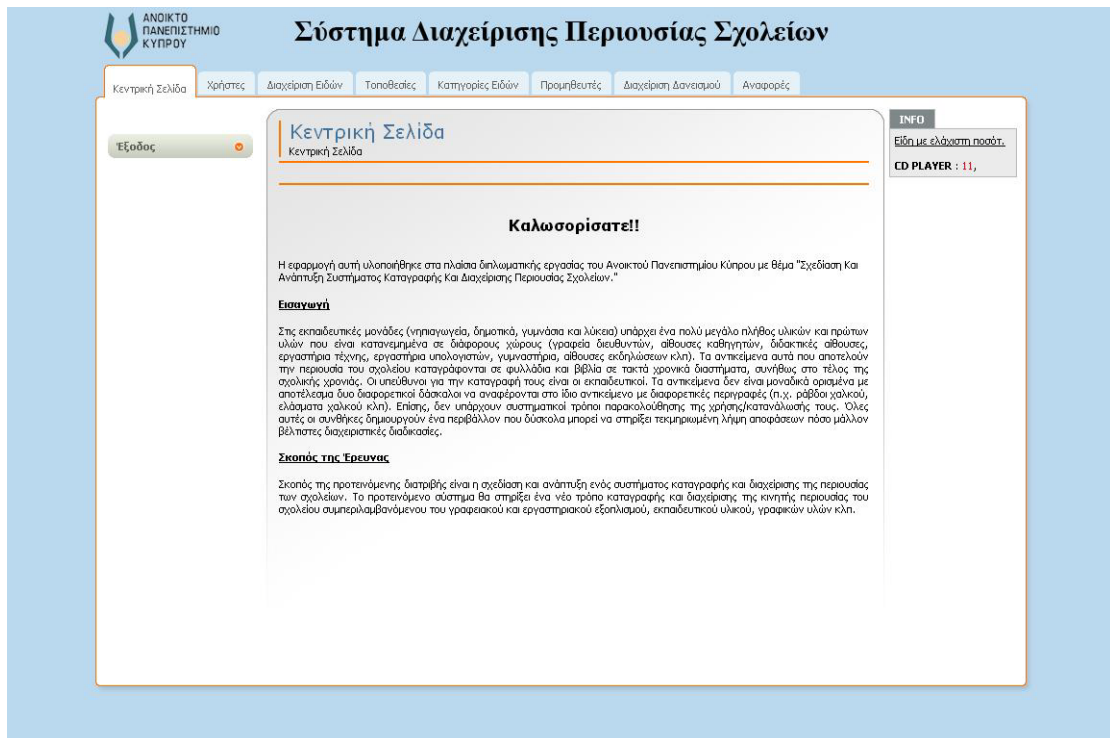 ΑΝΟΙΚΤΟ
ΠΑΝΕΠΙΣΤΗΜΙΟ
ΚΥΠΡΟΥ
Σύστημα Διαχείρισης Περιουσίας Σχολείων
Κεντρική Σελίδα
Χρήστες
Διαχείριση Ειδών
Τοποθεσίες
Κατηγορίες Ειδών
Προμηθευτές
Διαχείριση Δανεισμού
Αναφορές
Έξοδος
Κεντρική Σελίδα
Κεντρική Σελίδα
Καλωσορίσατε!!
Η εφαρμογή αυτή υλοποιήθηκε στα πλαίσια διπλωματικής εργασίας του Ανοικτού Πανεπιστημίου Κύπρου με θέμα "Σχεδίαση Και
Ανάπτυξη Συστήματος Καταγραφής Και Διαχείρισης Περιουσίας Σχολείων."
Εισαγωγή
Στις εκπαιδευτικές μονάδες (νηπιαγωγεία, δημοτικά, γυμνάσια και λύκεια) υπάρχει ένα πολύ μεγάλο πλήθος υλικών και πρώτων
υλών που είναι κατανεμημένα σε διάφορους χώρους (γραφεία διευθυντών, αίθουσες καθηγητών, διδακτικές αίθουσες,
εργαστήρια τέχνης, εργαστήρια υπολογιστών, γυμναστήρια, αίθουσες εκδηλώσεων κλπ). Τα αντικείμενα αυτά που αποτελούν
την περιουσία του σχολείου καταγράφονται σε φυλλάδια και βιβλία σε τακτά χρονικά διαστήματα, συνήθως στο τέλος της
σχολικής χρονιάς. Οι υπεύθυνοι για την καταγραφή τους είναι οι εκπαιδευτικοί. Τα αντικείμενα δεν είναι μοναδικά ορισμένα με
αποτέλεσμα δυο διαφορετικοί δάσκαλοι να αναφέρονται στο ίδιο αντικείμενο με διαφορετικές περιγραφές (π.χ. ράβδοι χαλκού,
ελάσματα χαλκού κλπ). Επίσης, δεν υπάρχουν συστηματικοί τρόποι παρακολούθησης της χρήσης/κατανάλωσής τους. Όλες
αυτές οι συνθήκες δημιουργούν ένα περιβάλλον που δύσκολα μπορεί να στηρίξει τεκμηριωμένη λήψη αποφάσεων πόσο μάλλον
βέλτιστες διαχειριστικές διαδικασίες.
Σκοπός της Έρευνας
Σκοπός της προτεινόμενης διατριβής είναι η σχεδίαση και ανάπτυξη ενός συστήματος καταγραφής και διαχείρισης της περιουσίας
των σχολείων. Το προτεινόμενο σύστημα θα στηρίξει ένα νέο τρόπο καταγραφής και διαχείρισης της κινητής περιουσίας του
σχολείου συμπεριλαμβανόμενου του γραφειακού και εργαστηριακού εξοπλισμού, εκπαιδευτικού υλικού, γραφικών υλών κλπ.
INFO
Είδη με ελάχιστη ποσότ.
CD PLAYER : 11,